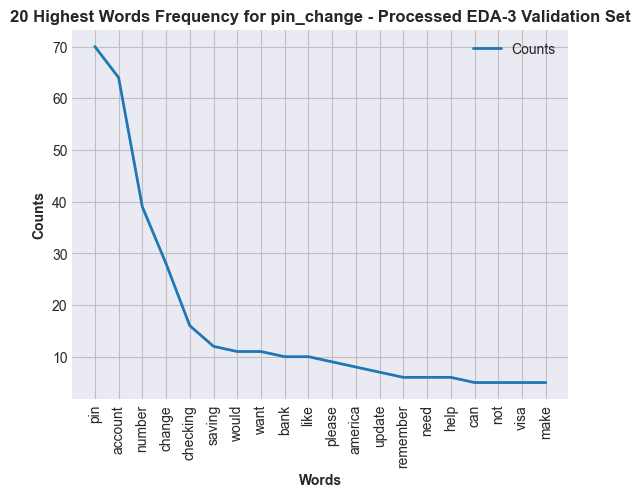 20 Highest Words Frequency for pin_change - Processed EDA-3 Validation Set
Counts
70
60
50
40
30
20
10
Counts
pin
account
number
change
checking
saving
would
want
bank
like
please
america
update
remember
need
help
can
not
visa
make
Words